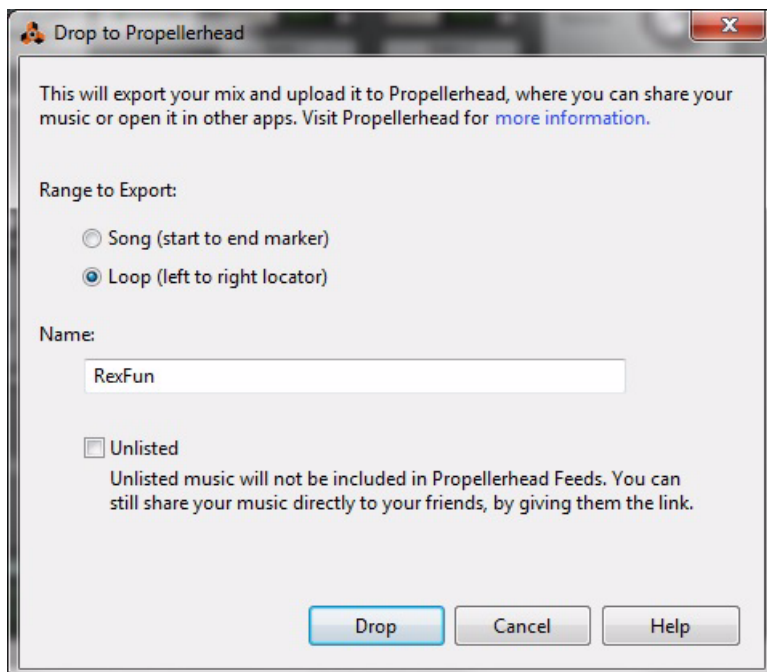 Drop to Propellerhead
This will export your mix and upload it to Propellerhead, where you can share your
music or open it in other apps. Visit Propellerhead for more information.
Range to Export:
Song (start to end marker)
Loop (left to right locator)
Name:
RexFun
Unlisted
Unlisted music will not be included in Propellerhead Feeds. You can
still share your music directly to your friends, by giving them the link.
Drop
Cancel
Help